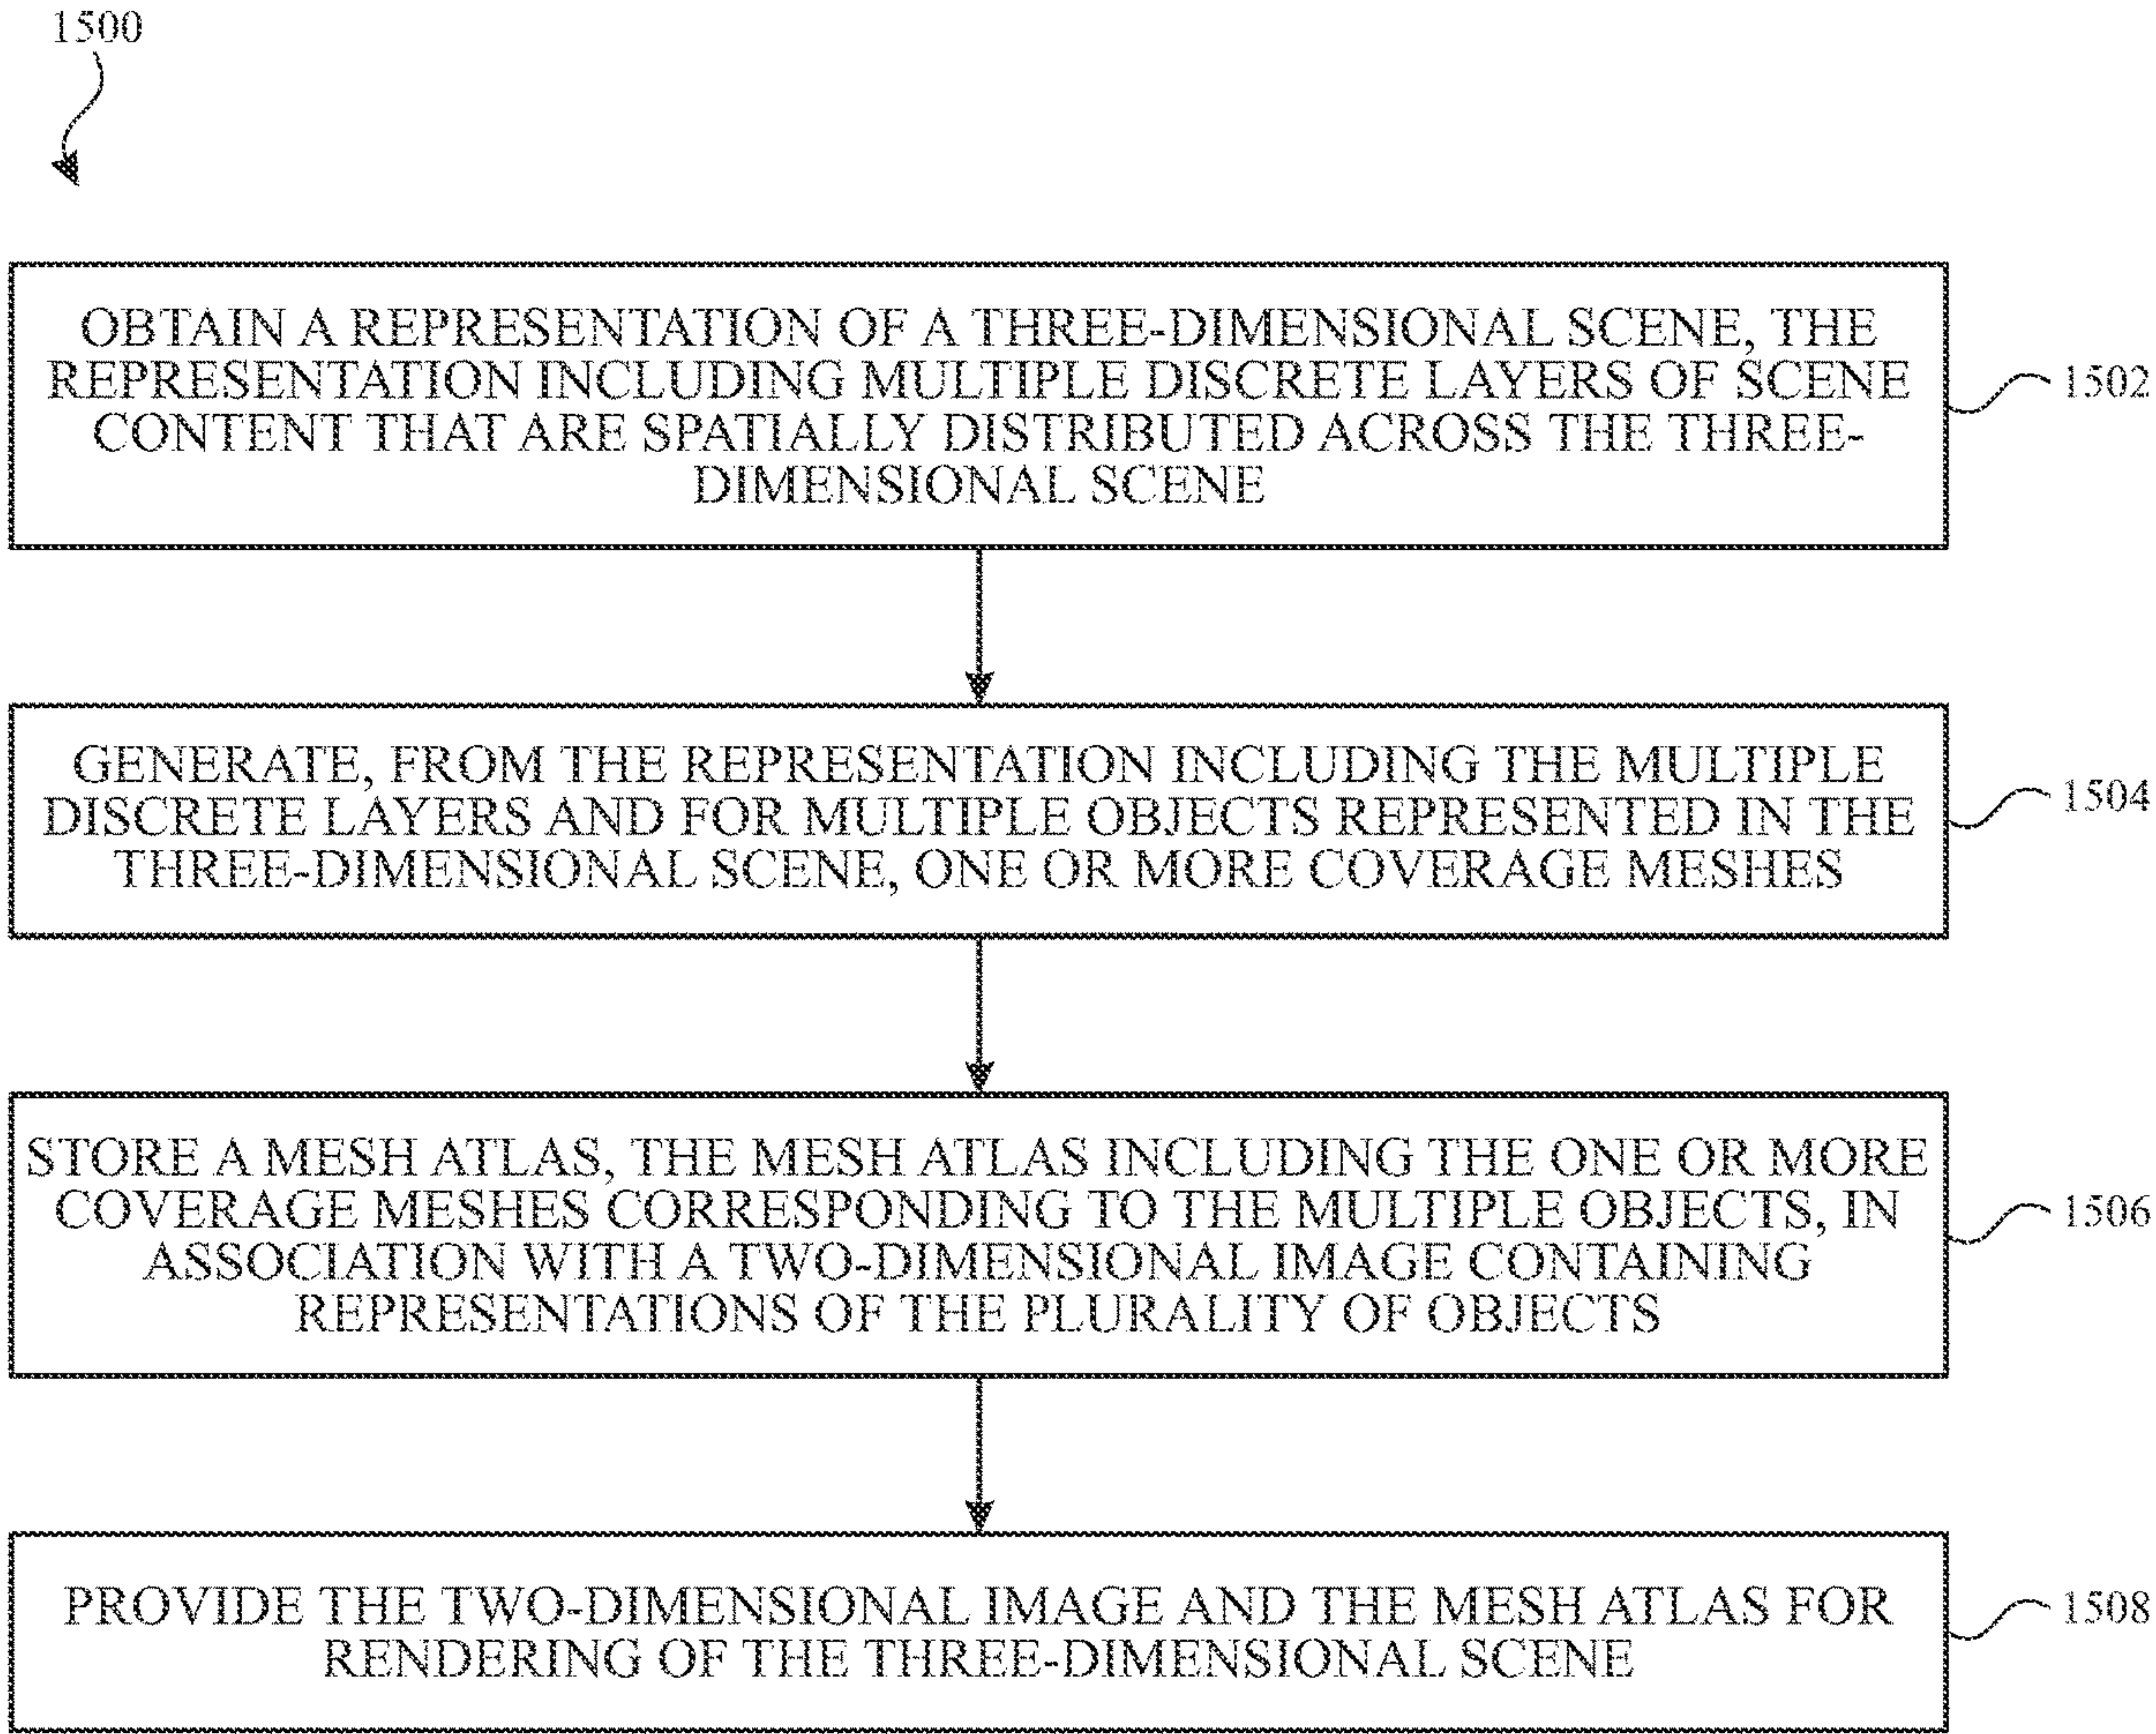 1500
OBTAIN A REPRESENTATION OF A THREE-DIMENSIONAL SCENE, THE
REPRESENTATION INCLUDING MULTIPLE DISCRETE LAYERS OF SCENE
CONTENT THAT ARE SPATIALLY DISTRIBUTED ACROSS THE THREE-
DIMENSIONAL SCENE
1502
GENERATE, FROM THE REPRESENTATION INCLUDING THE MULTIPLE
DISCRETE LAYERS AND FOR MULTIPLE OBJECTS REPRESENTED IN THE
THREE-DIMENSIONAL SCENE, ONE OR MORE COVERAGE MESHES
1504
STORE A MESH ATLAS, THE MESH ATLAS INCLUDING THE ONE OR MORE
COVERAGE MESHES CORRESPONDING TO THE MULTIPLE OBJECTS, IN
ASSOCIATION WITH A TWO-DIMENSIONAL IMAGE CONTAINING
REPRESENTATIONS OF THE PLURALITY OF OBJECTS
1506
PROVIDE THE TWO-DIMENSIONAL IMAGE AND THE MESH ATLAS FOR
RENDERING OF THE THREE-DIMENSIONAL SCENE
1508